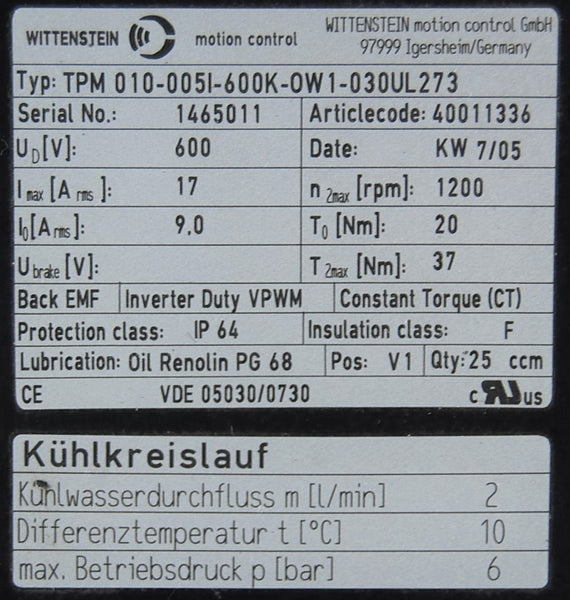 WITTENSTEIN motion control WITTENSTEIN motion control GmbH
97999 Igersheim/Germany
Typ: TPM 010-005I-600K-0W1-030UL273
Serial No.: 1465011 Articlecode: 40011336
UD[V]: 600 Date: KW 7/05
Imax[A rms]: 17 n2max[rpm]: 1200
I0[Arms]: 9,0 T0 [Nm]: 20
Ubrake[V]: T2max[Nm]: 37
Back EMF Inverter Duty VPWM Constant Torque (CT)
Protection class: IP 64 Insulation class: F
Lubrication: Oil Renolin PG 68 Pos: V1 Qty: 25 ccm
CE VDE 05030/0730 c RU us
Kühlkreislauf
Kühlwasserdurchfluss m [l/min] 2
Differenztemperatur t [°C] 10
max. Betriebsdruck p [bar] 6